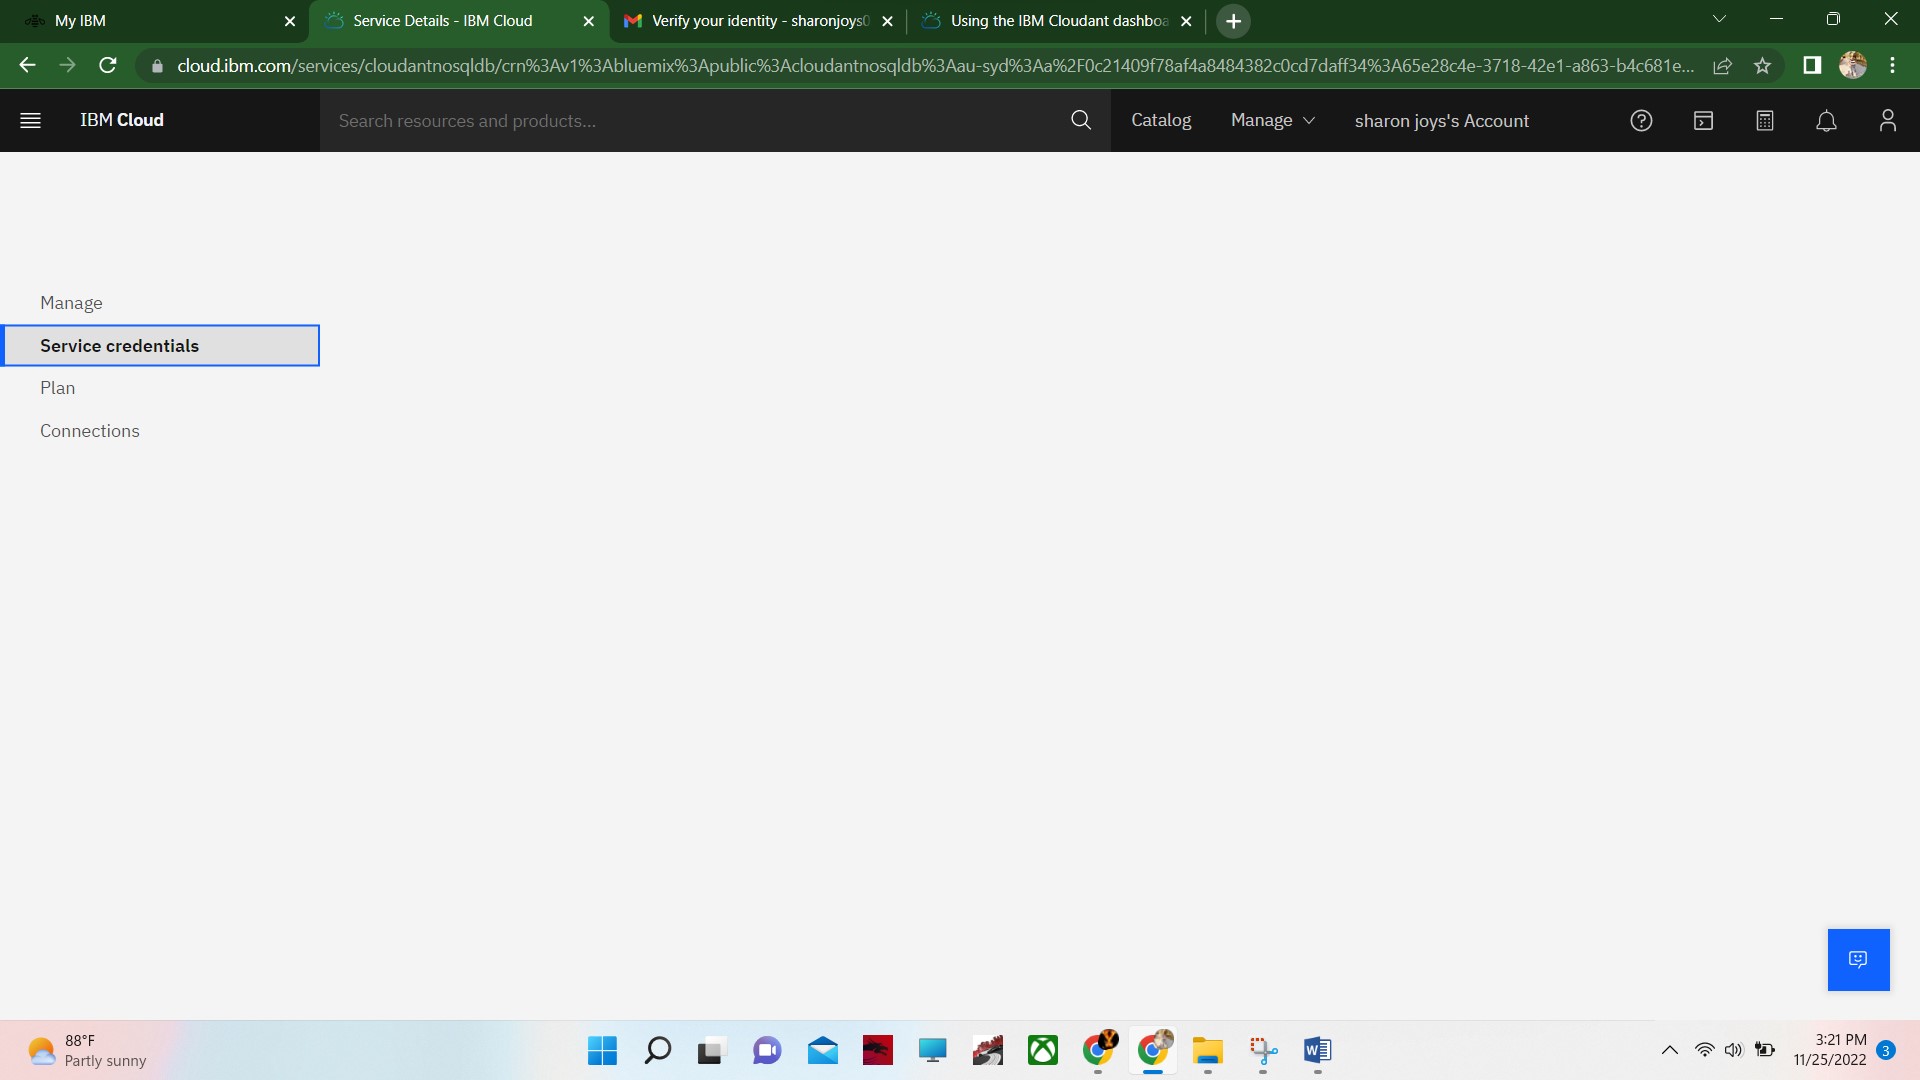 My IBM
Service Details - IBM Cloud
Verify your identity - sharonjoys0
Using the IBM Cloudant dashboa
cloud.ibm.com/services/cloudantnosqldb/crn%3Av1%3Abluemix%3Apublic%3Acloudantnosqldb%3Aau-syd%3Aa%2F0c21409f78af4a8484382c0cd7daff34%3A65e28c4e-3718-42e1-a863-b4c681e...
IBM Cloud
Search resources and products...
Catalog
Manage
sharon joys's Account
Manage
Service credentials
Plan
Connections
88°F
Partly sunny
3:21 PM
11/25/2022
3